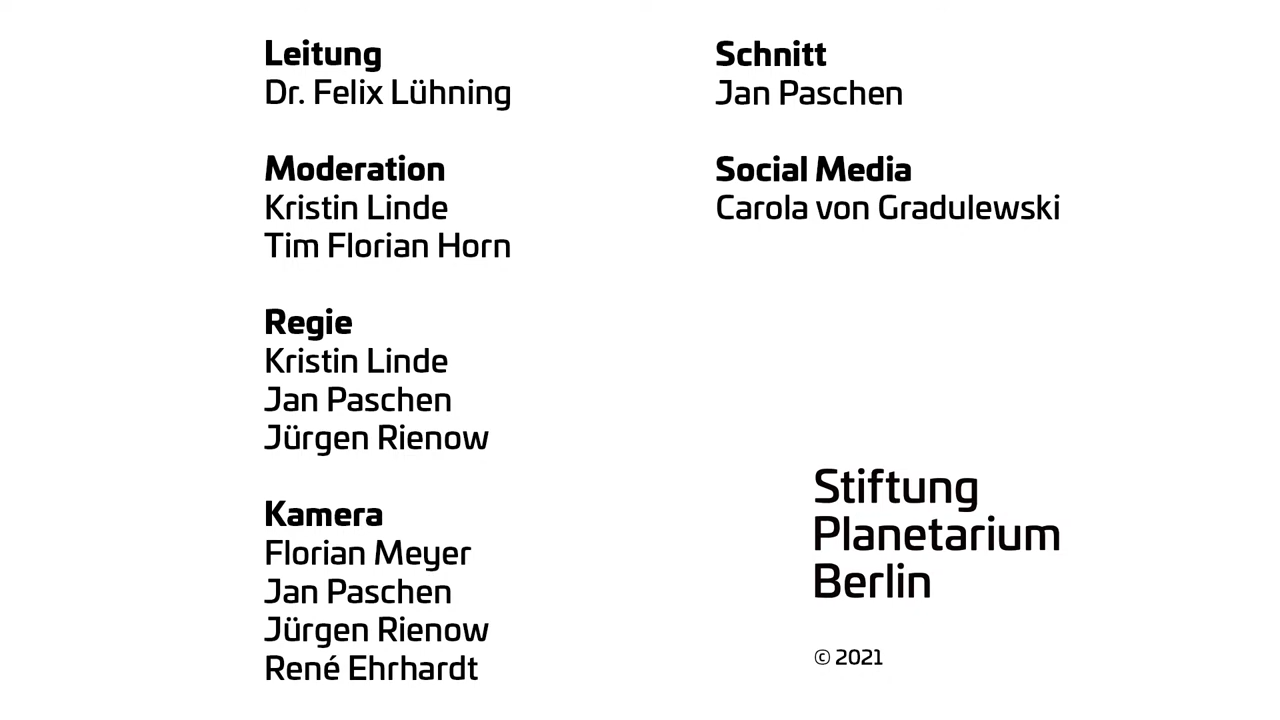 Leitung
Dr. Felix Lühning
Moderation
Kristin Linde
Tim Florian Horn
Regie
Kristin Linde
Jan Paschen
Jürgen Rienow
Kamera
Florian Meyer
Jan Paschen
Jürgen Rienow
René Ehrhardt
Schnitt
Jan Paschen
Social Media
Carola von Gradulewski
Stiftung
Planetarium
Berlin
© 2021